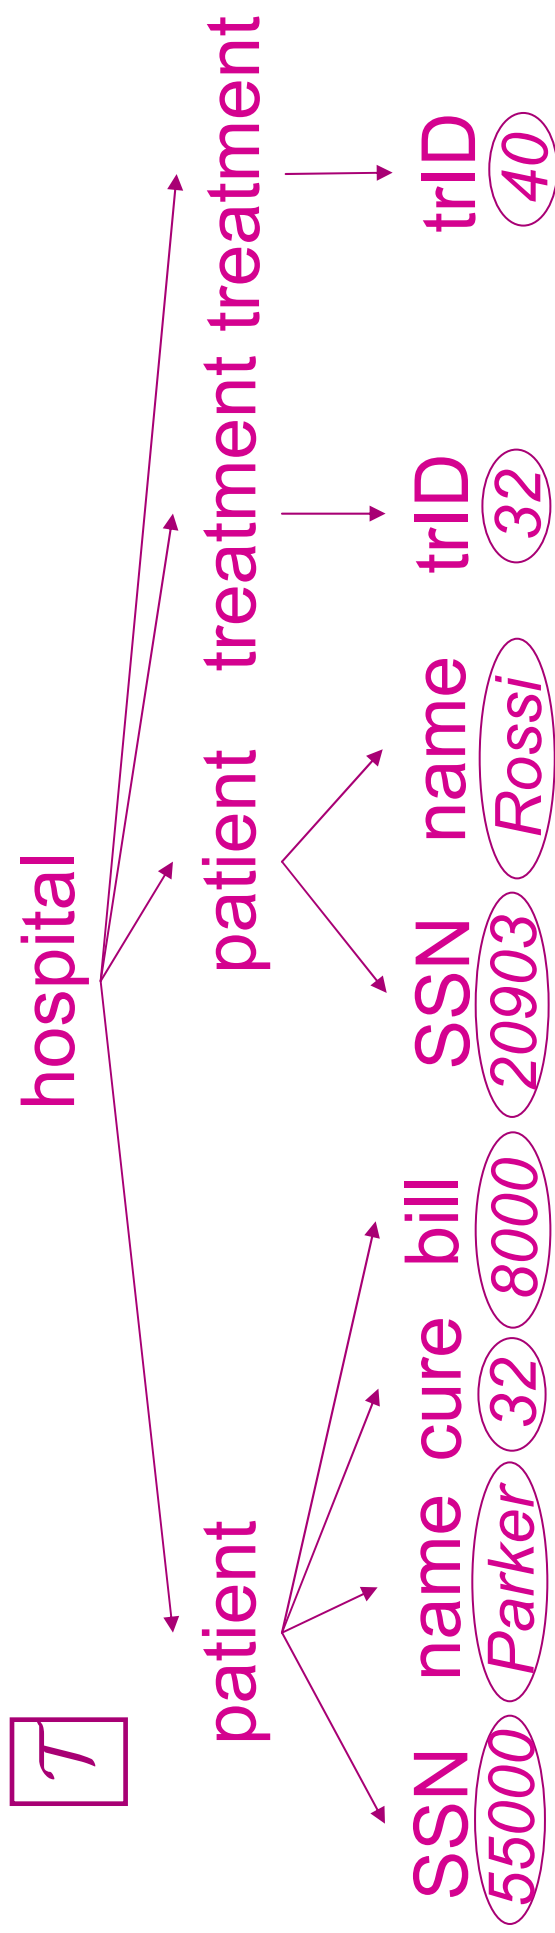 T
hospital
patient patient treatment treatment
SSN name cure bill SSN name trID trID
55000 Parker 32 8000 20903 Rossi 32 40